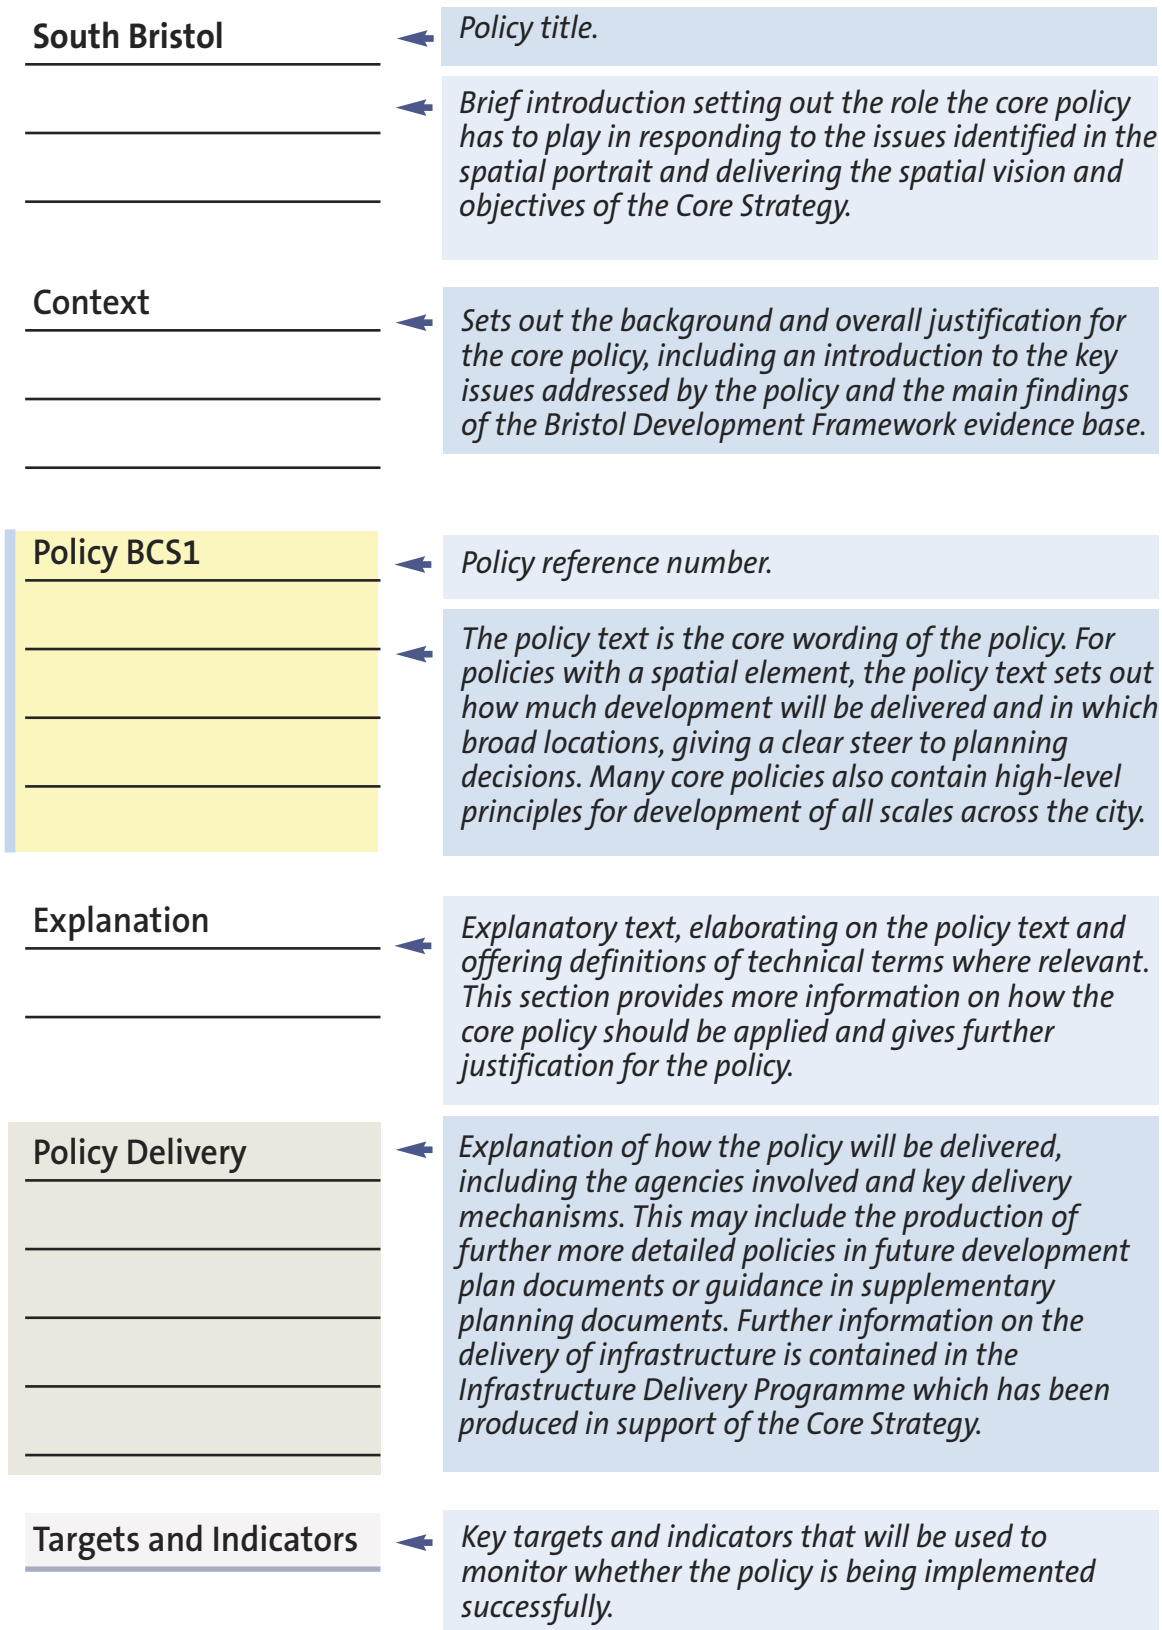 South Bristol
Policy title.
Brief introduction setting out the role the core policy
has to play in responding to the issues identified in the
spatial portrait and delivering the spatial vision and
objectives of the Core Strategy.
Context
Sets out the background and overall justification for
the core policy, including an introduction to the key
issues addressed by the policy and the main findings
of the Bristol Development Framework evidence base.
Policy BCS1
Policy reference number.
The policy text is the core wording of the policy. For
policies with a spatial element, the policy text sets out
how much development will be delivered and in which
broad locations, giving a clear steer to planning
decisions. Many core policies also contain high-level
principles for development of all scales across the city.
Explanation
Explanatory text, elaborating on the policy text and
offering definitions of technical terms where relevant.
This section provides more information on how the
core policy should be applied and gives further
justification for the policy.
Policy Delivery
Explanation of how the policy will be delivered,
including the agencies involved and key delivery
mechanisms. This may include the production of
further more detailed policies in future development
plan documents or guidance in supplementary
planning documents. Further information on the
delivery of infrastructure is contained in the
Infrastructure Delivery Programme which has been
produced in support of the Core Strategy.
Targets and Indicators
Key targets and indicators that will be used to
monitor whether the policy is being implemented
successfully.